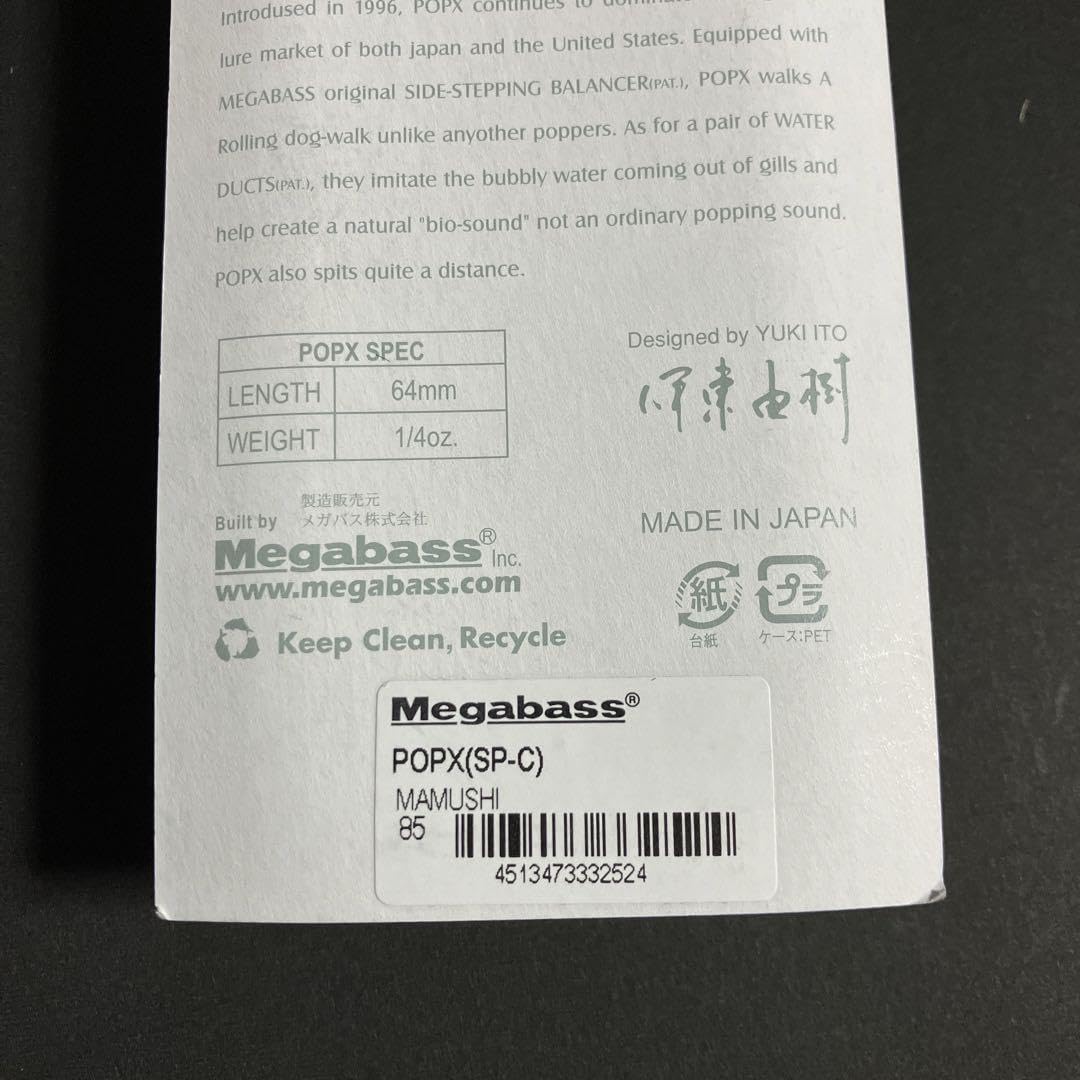 Introdused in 1996, POPX continues to
lure market of both japan and the United States. Equipped with
MEGABASS original SIDE-STEPPING BALANCER(PAT.), POPX walks A
Rolling dog-walk unlike anyother poppers. As for a pair of WATER
DUCTS(PAT.), they imitate the bubbly water coming out of gills and
help create a natural "bio-sound" not an ordinary popping sound.
POPX also spits quite a distance.
POPX SPEC
LENGTH 64mm
WEIGHT 1/4oz.
Designed by YUKI ITO
伊東由樹
製造販売元
Built by メガバス株式会社
Megabass® Inc.
www.megabass.com
Keep Clean, Recycle
MADE IN JAPAN
紙 プラ
台紙 ケース:PET
Megabass®
POPX(SP-C)
MAMUSHI
85
4513473332524